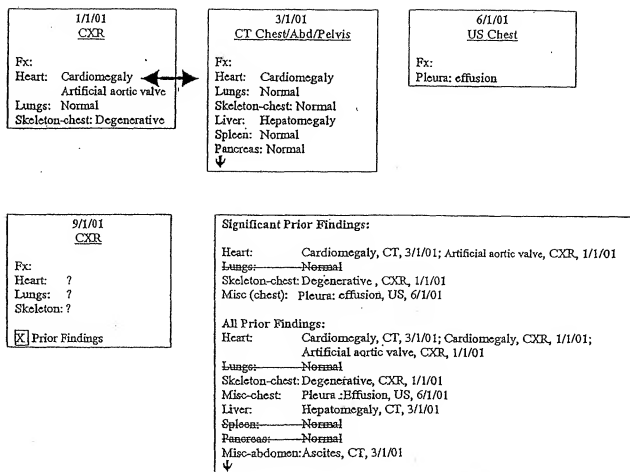 1/1/01
CXR
Fx:
Heart: Cardiomegaly
Artificial aortic valve
Lungs: Normal
Skeleton-chest: Degenerative
3/1/01
CT Chest/Abd/Pelvis
Fx:
Heart: Cardiomegaly
Lungs: Normal
Skeleton-chest: Normal
Liver: Hepatomegaly
Spleen: Normal
Pancreas: Normal
6/1/01
US Chest
Fx:
Pleura: effusion
9/1/01
CXR
Fx:
Heart: ?
Lungs: ?
Skeleton: ?
X Prior Findings
Significant Prior Findings:
Heart: Cardiomegaly, CT, 3/1/01; Artificial aortic valve, CXR, 1/1/01
Lungs: Normal
Skeleton-chest: Degenerative , CXR, 1/1/01
Misc (chest): Pleura: effusion, US, 6/1/01
All Prior Findings:
Heart: Cardiomegaly, CT, 3/1/01; Cardiomegaly, CXR, 1/1/01;
Artificial aortic valve, CXR, 1/1/01
Lungs: Normal
Skeleton-chest: Degenerative, CXR, 1/1/01
Misc-chest: Pleura :Effusion, US, 6/1/01
Liver: Hepatomegaly, CT, 3/1/01
Spleen: Normal
Pancreas: Normal
Misc-abdomen: Ascites, CT, 3/1/01